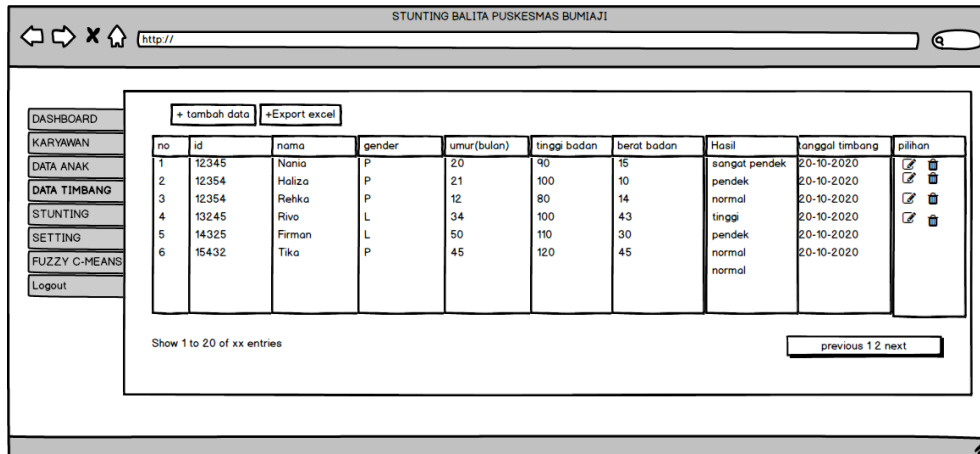 STUNTING BALITA PUSKESMAS BUMIAJI
http://
DASHBOARD
KARYAWAN
DATA ANAK
DATA TIMBANG
STUNTING
SETTING
FUZZY C-MEANS
Logout
+ tambah data +Export excel
no id nama gender umur(bulan) tinggi badan berat badan Hasil tanggal timbang pilihan
1 12345 Nania P 20 90 15 sangat pendek 20-10-2020
2 12354 Haliza P 21 100 10 pendek 20-10-2020
3 12354 Rehka P 12 80 14 normal 20-10-2020
4 13245 Rivo L 34 100 43 tinggi 20-10-2020
5 14325 Firman L 50 110 30 pendek 20-10-2020
6 15432 Tika P 45 120 45 normal 20-10-2020
normal
Show 1 to 20 of xx entries
previous 1 2 next